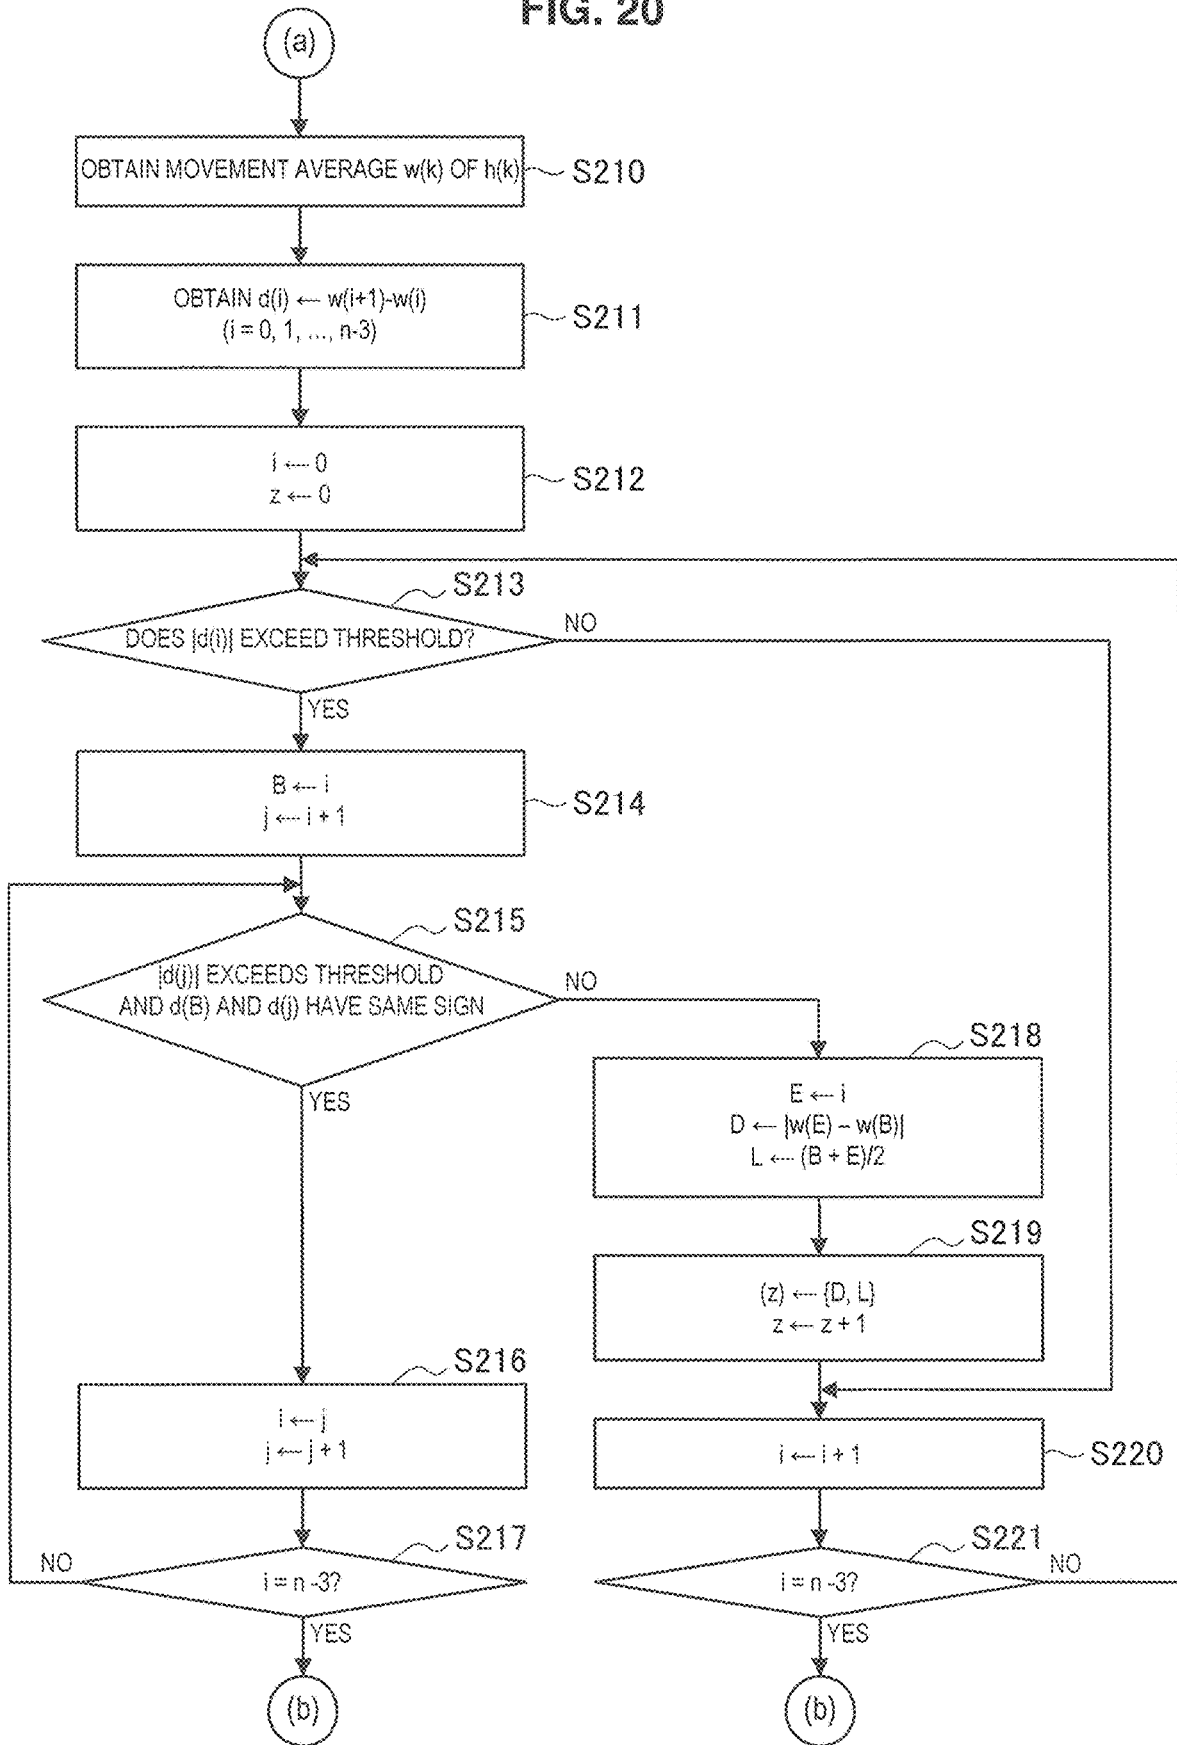 FIG. 20
(a)
OBTAIN MOVEMENT AVERAGE w(k) OF h(k)
S210
OBTAIN d(i) ← w(i+1)-w(i)
(i = 0, 1, ..., n-3)
S211
i ← 0
z ← 0
S212
S213
DOES |d(i)| EXCEED THRESHOLD?
NO
YES
B ← i
j ← i + 1
S214
S215
|d(j)| EXCEEDS THRESHOLD
AND d(B) AND d(j) HAVE SAME SIGN
NO
YES
S218
E ← i
D ← |w(E) – w(B)|
L ← (B + E)/2
S219
(z) ← {D, L}
z ← z + 1
S216
i ← j
j ← j + 1
i ← i + 1
S220
S217
i = n -3?
NO
YES
(b)
S221
i = n -3?
NO
YES
(b)